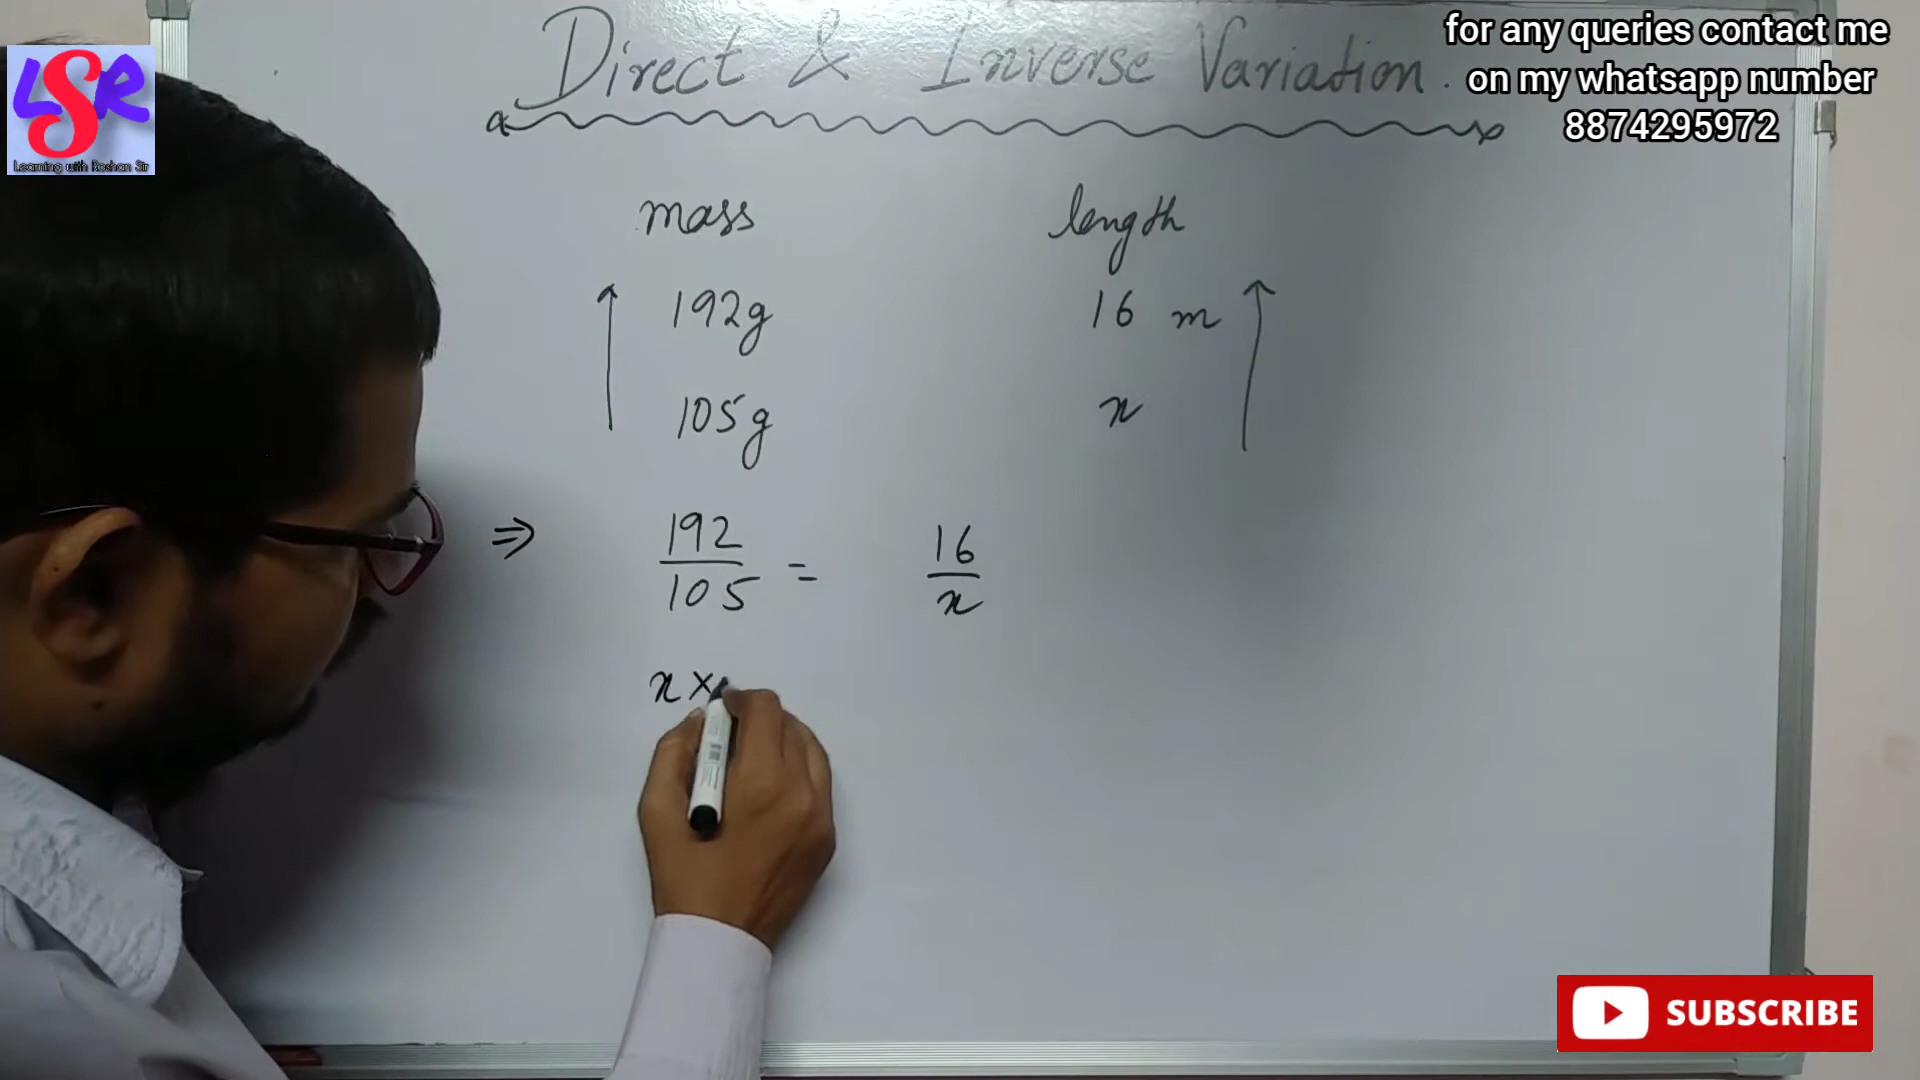 Direct & Inverse Variation.
for any queries contact me
on my whatsapp number
8874295972
LSR
Learning with Roshan Sir
mass length
192g 16 m
105g x
⇒ 192/105 = 16/x
x ×
SUBSCRIBE